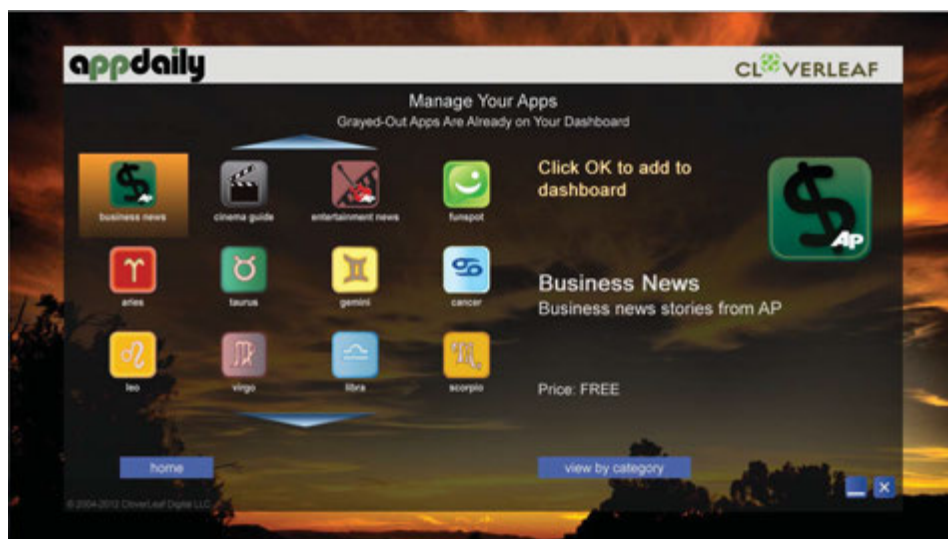 appdaily
CLOVERLEAF
Manage Your Apps
Grayed-Out Apps Are Already on Your Dashboard
business news
cinema guide
entertainment news
funspot
AP
aries
taurus
gemini
cancer
leo
virgo
libra
scorpio
Click OK to add to
dashboard
AP
Business News
Business news stories from AP
Price: FREE
home
view by category
© 2004-2012 CloverLeaf Digital LLC